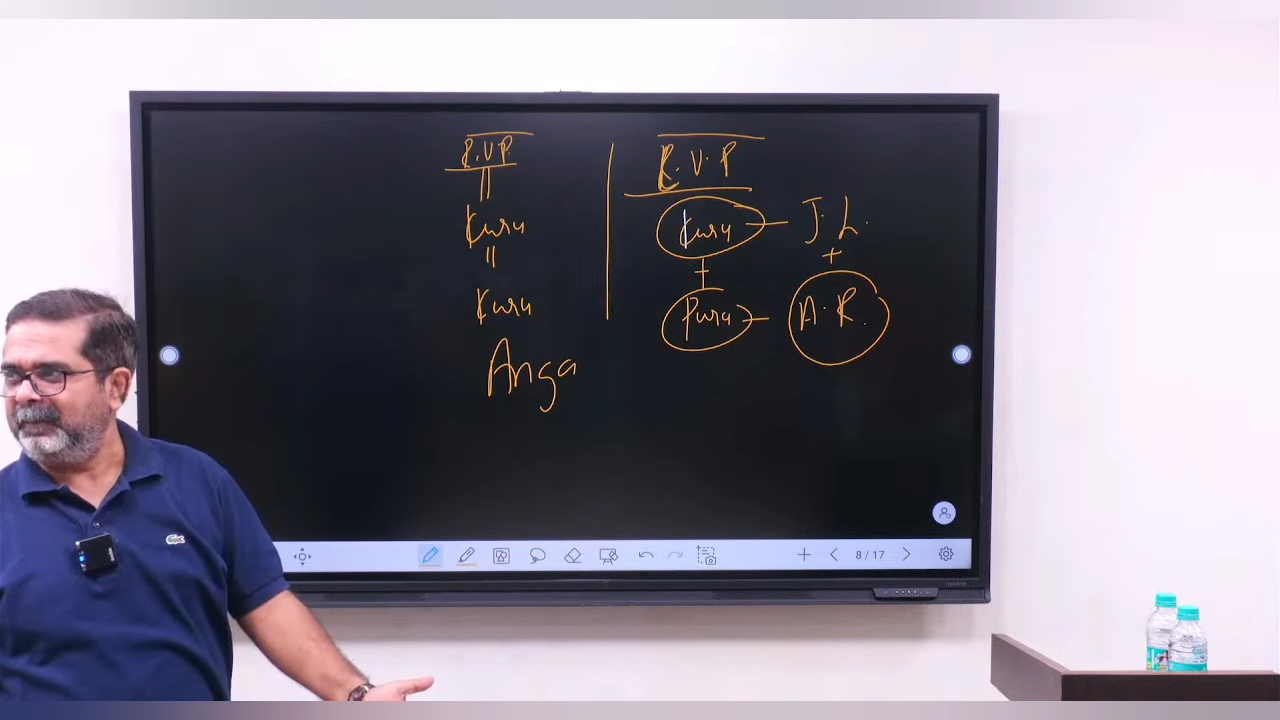 R.V.P.
Kuru
Kuru
Anga
R.V.P
Kuru — J.L.
+ +
Puru — A.R.
8/17